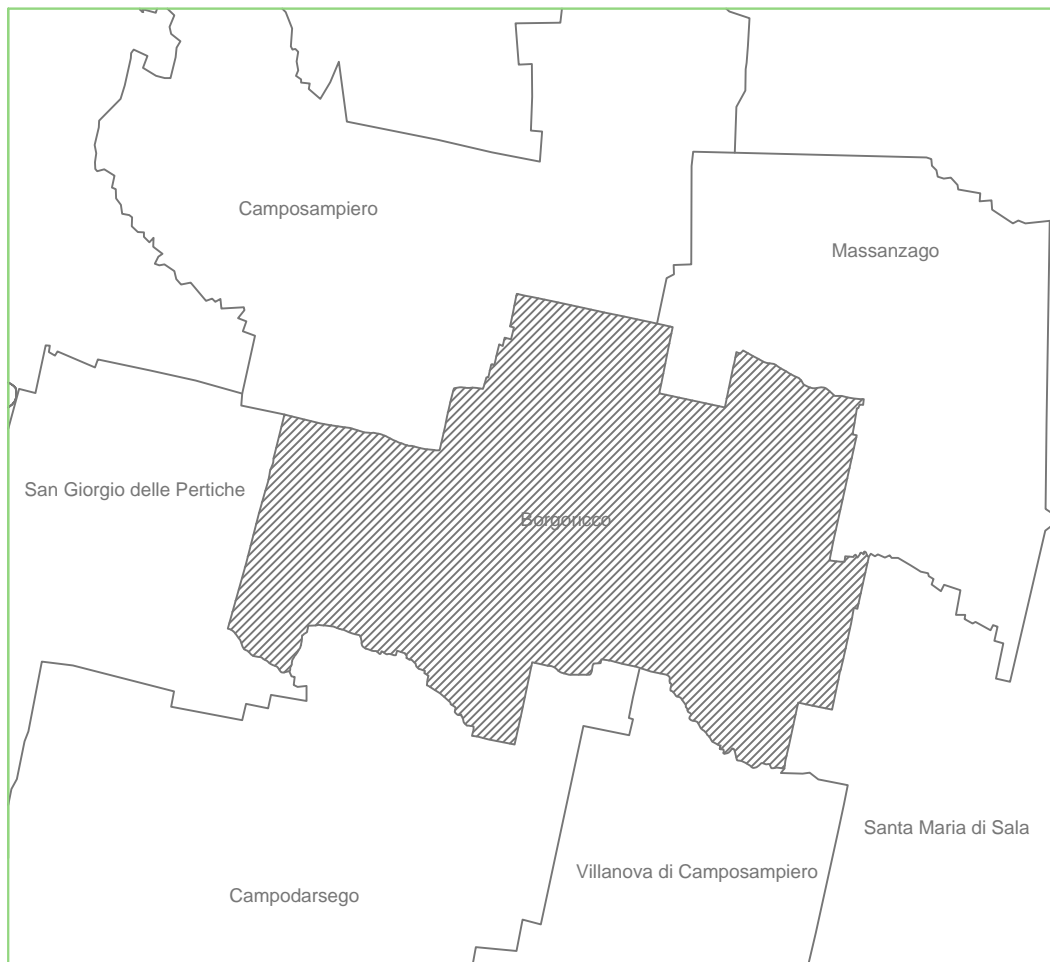 Camposampiero
Massanzago
San Giorgio delle Pertiche
Borgoricco
Santa Maria di Sala
Villanova di Camposampiero
Campodarsego